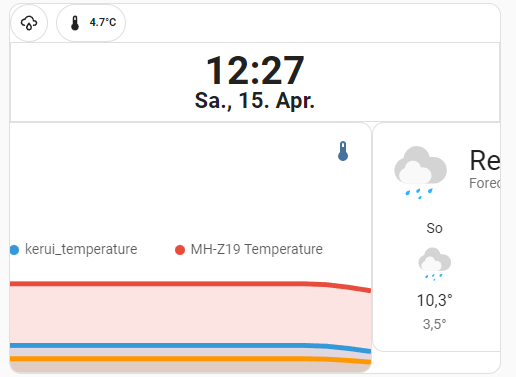 4.7°C
12:27
Sa., 15. Apr.
Re
Forec
kerui_temperature
MH-Z19 Temperature
So
10,3°
3,5°